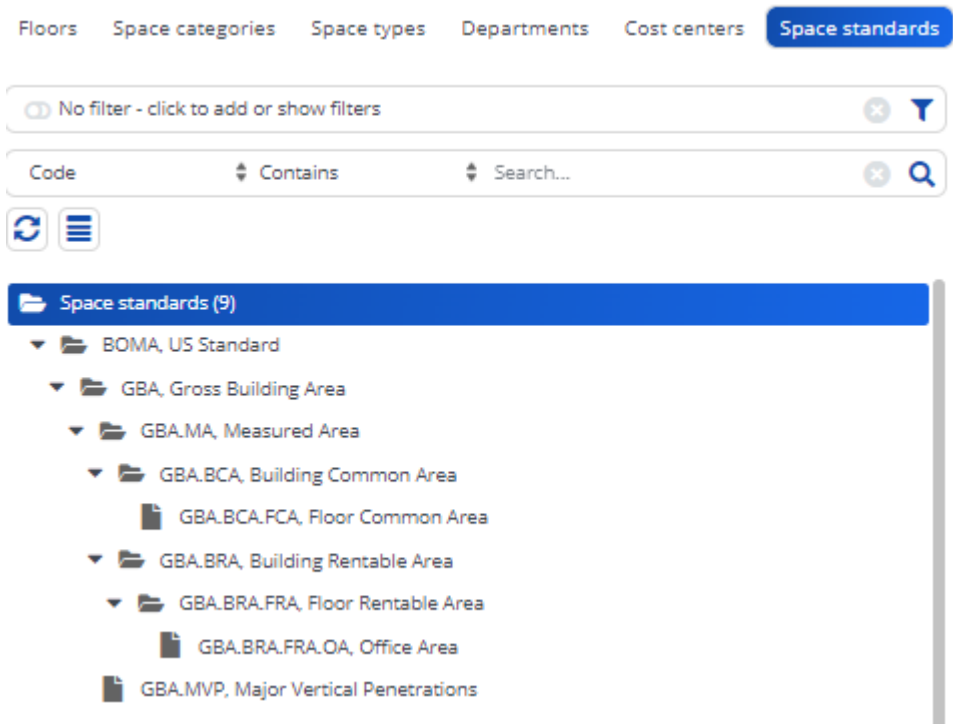 Floors Space categories Space types Departments Cost centers Space standards
No filter - click to add or show filters
Code Contains Search...
Space standards (9)
BOMA, US Standard
GBA, Gross Building Area
GBA.MA, Measured Area
GBA.BCA, Building Common Area
GBA.BCA.FCA, Floor Common Area
GBA.BRA, Building Rentable Area
GBA.BRA.FRA, Floor Rentable Area
GBA.BRA.FRA.OA, Office Area
GBA.MVP, Major Vertical Penetrations